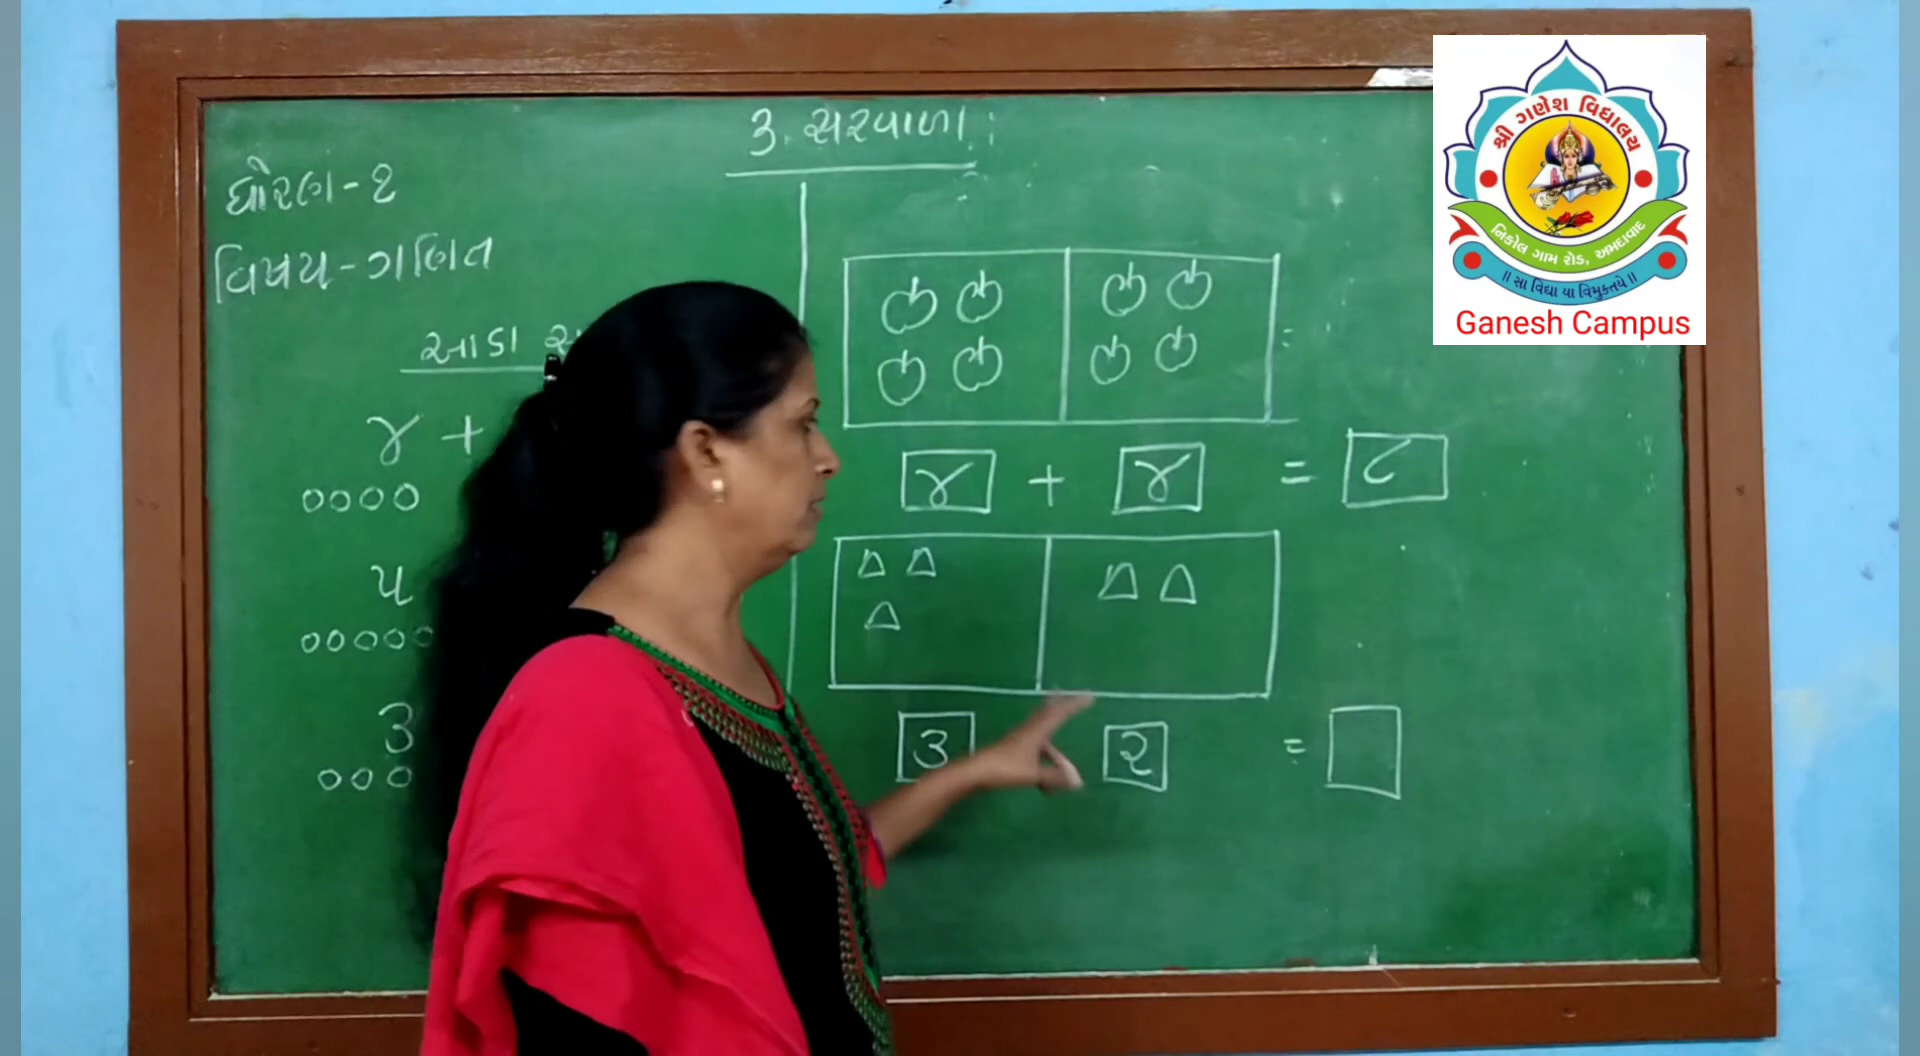 ૩. સરવાળા :
ધોરણ - ૧
વિષય - ગણિત
આડા
૪ +
૫
૩
૪ + ૪ = ૮
૩ ૨ =
શ્રી ગણેશ વિદ્યાલય
નિકોલ ગામ રોડ, અમદાવાદ
॥ સા વિદ્યા યા વિમુક્તયે ॥
Ganesh Campus